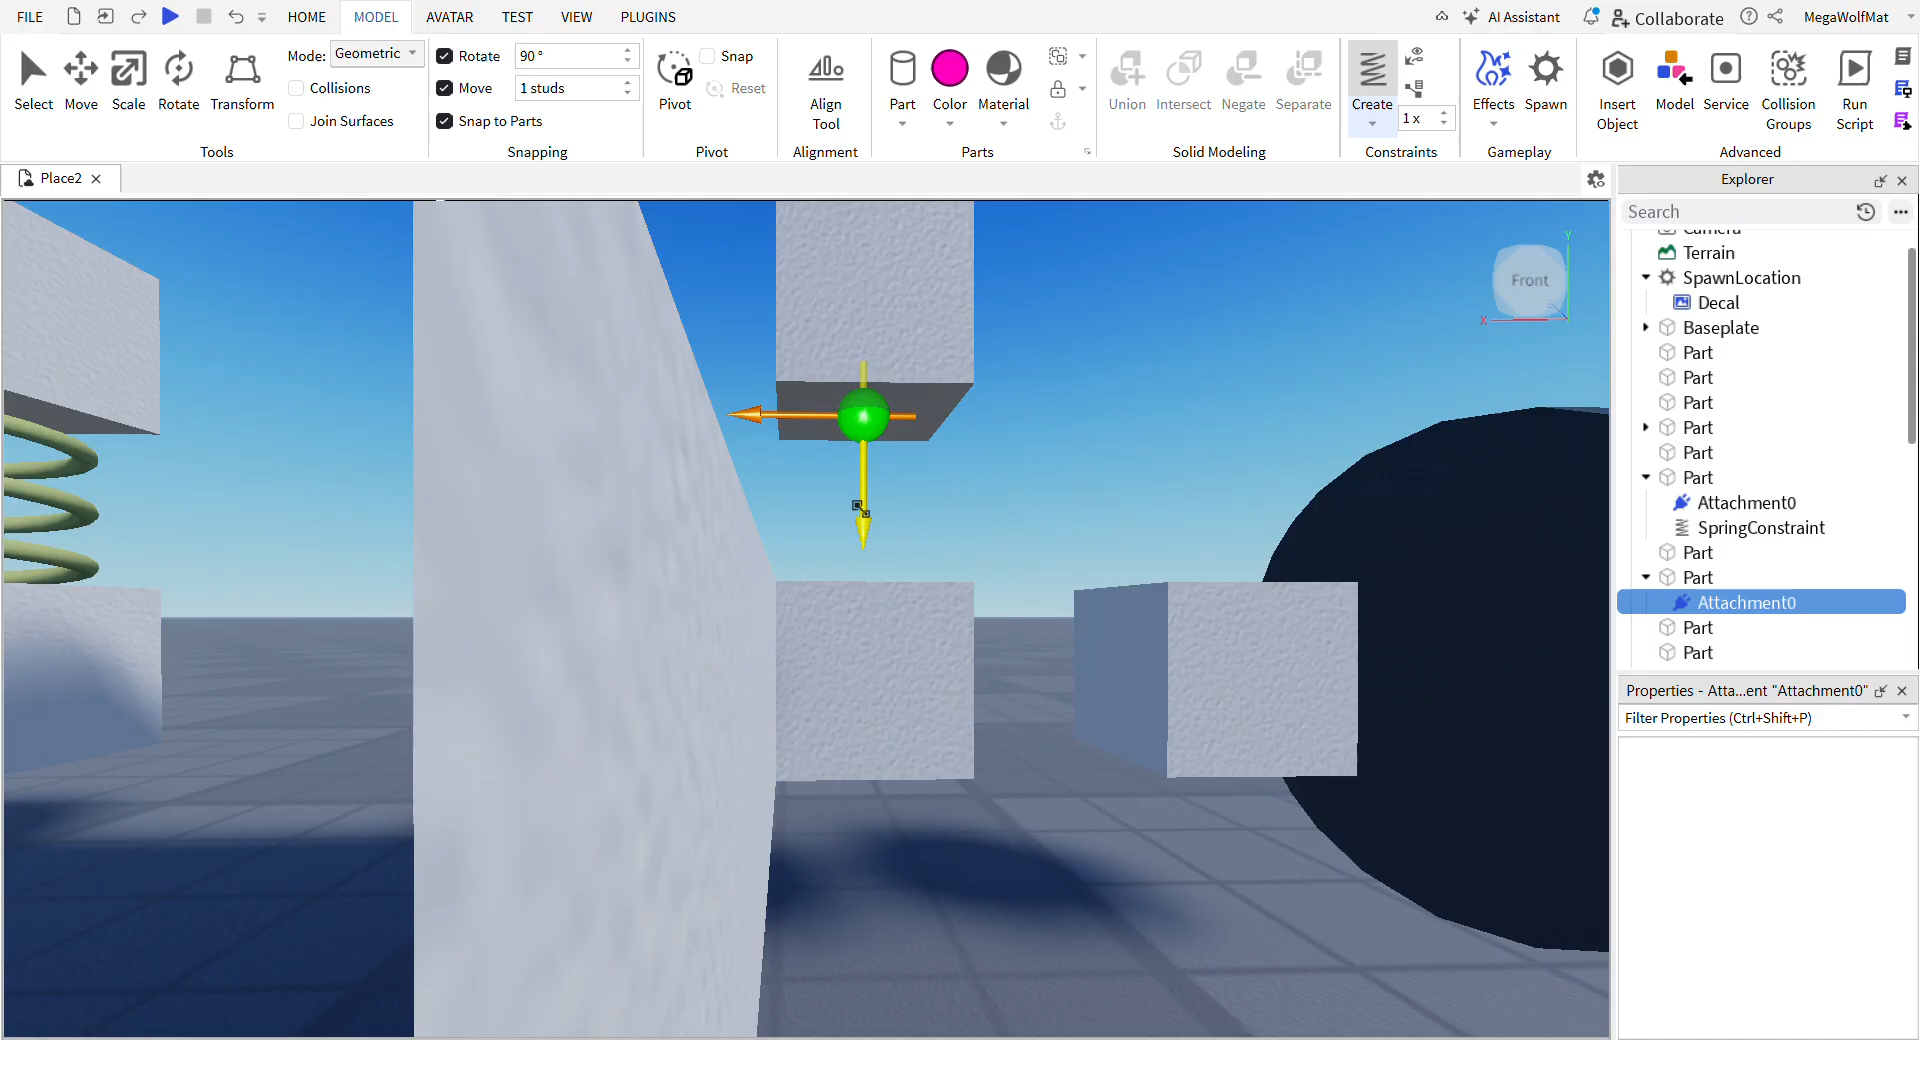 FILE
HOME
MODEL
AVATAR
TEST
VIEW
PLUGINS
AI Assistant
Collaborate
MegaWolfMat
Select
Move
Scale
Rotate
Transform
Mode: Geometric
Collisions
Join Surfaces
Tools
Rotate 90 °
Move 1 studs
Snap to Parts
Snapping
Pivot
Snap
Reset
Pivot
Align
Tool
Alignment
Part
Color
Material
Parts
Union
Intersect
Negate
Separate
Solid Modeling
Create
1 x
Constraints
Effects
Spawn
Gameplay
Insert
Object
Model
Service
Collision
Groups
Run
Script
Advanced
Place2
Front
Y
X
Explorer
Search
Camera
Terrain
SpawnLocation
Decal
Baseplate
Part
Part
Part
Part
Part
Part
Attachment0
SpringConstraint
Part
Part
Attachment0
Part
Part
Properties - Atta...ent "Attachment0"
Filter Properties (Ctrl+Shift+P)